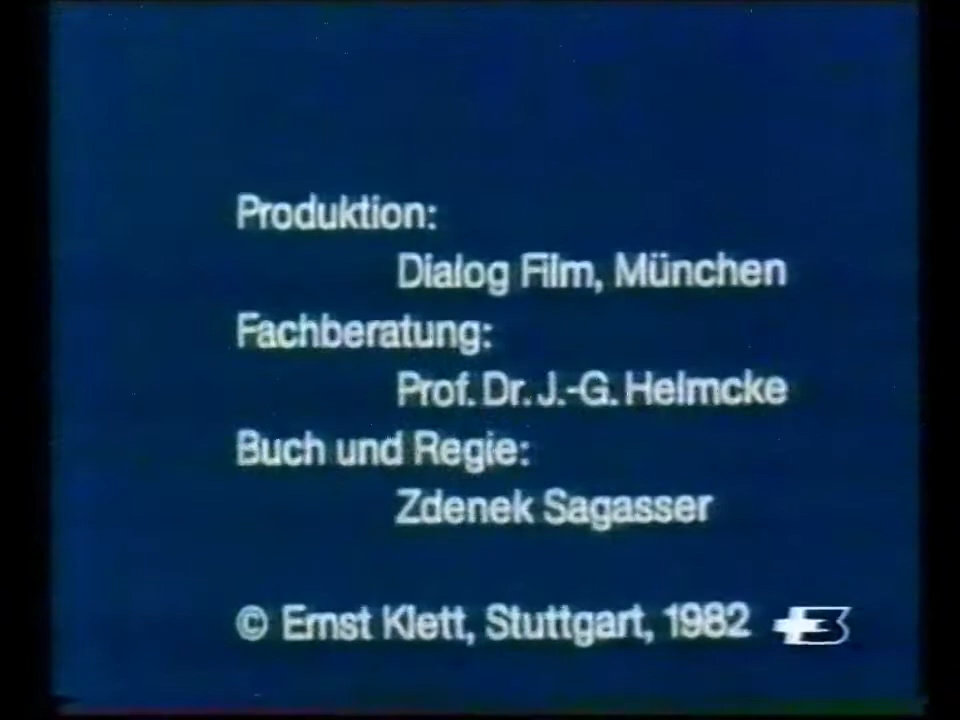 Produktion:
Dialog Film, München
Fachberatung:
Prof. Dr. J.-G. Helmcke
Buch und Regie:
Zdenek Sagasser
© Ernst Klett, Stuttgart, 1982
3